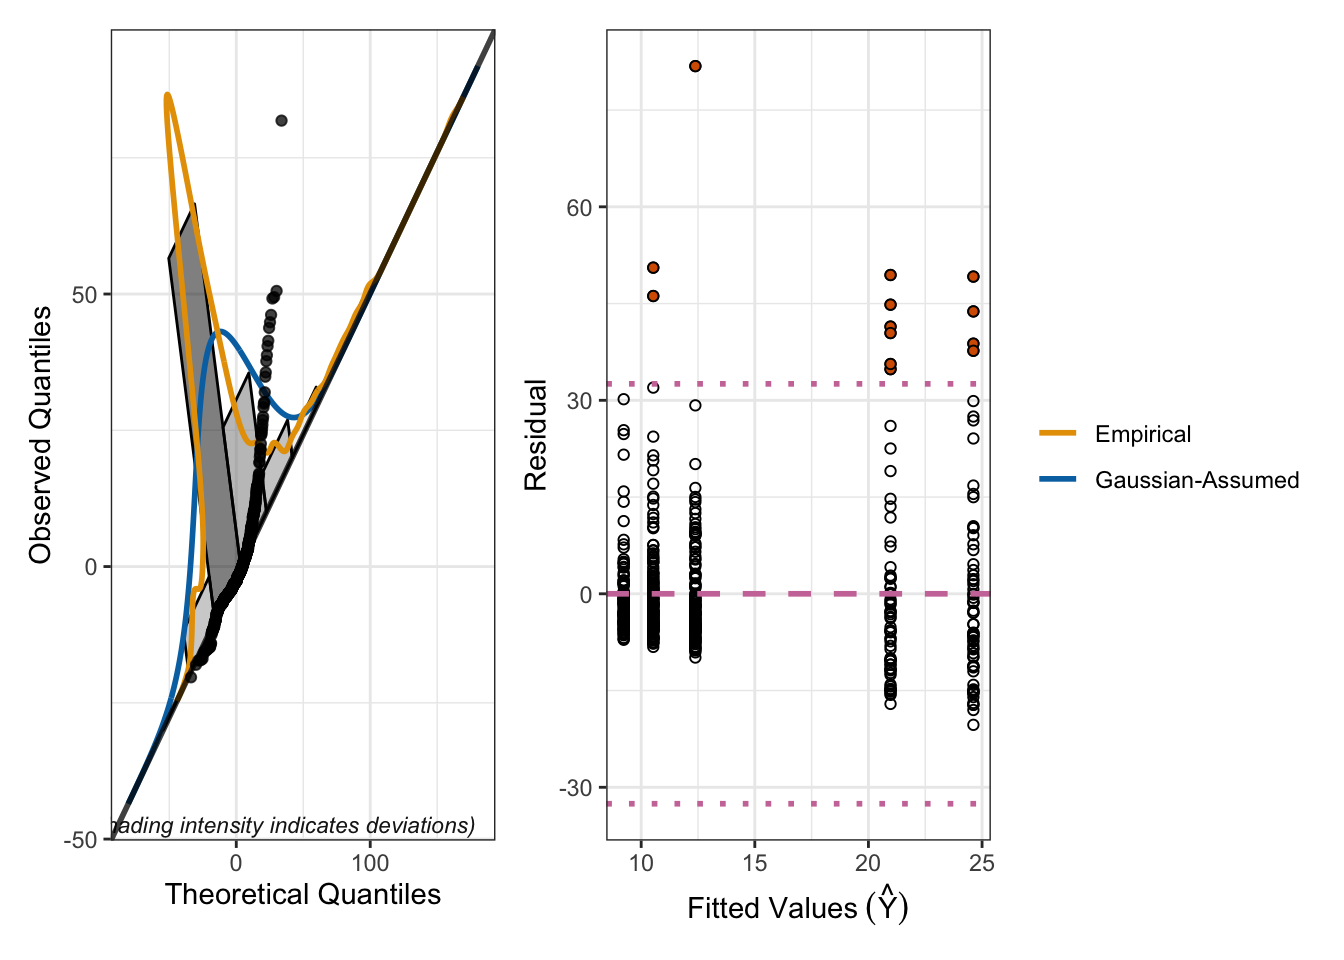 Observed Quantiles
50
0
-50
ading intensity indicates deviations)
0
100
Theoretical Quantiles
Residual
60
30
0
-30
10
15
20
25
Fitted Values (Ŷ)
Empirical
Gaussian-Assumed